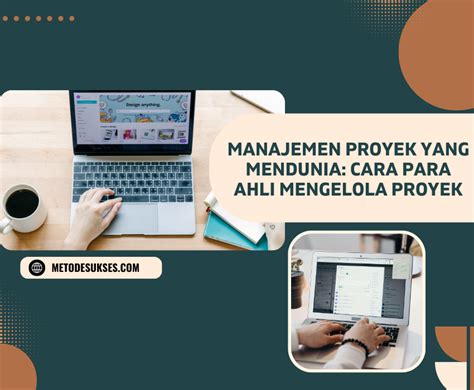 Design anything.
MANAJEMEN PROYEK YANG
MENDUNIA: CARA PARA
AHLI MENGELOLA PROYEK
METODESUKSES.COM